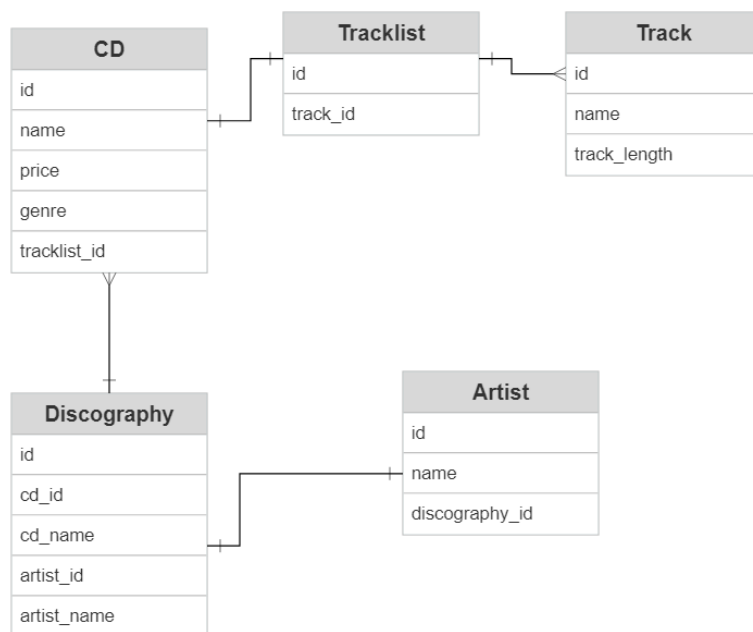 CD
id
name
price
genre
tracklist_id
Tracklist
id
track_id
Track
id
name
track_length
Discography
id
cd_id
cd_name
artist_id
artist_name
Artist
id
name
discography_id